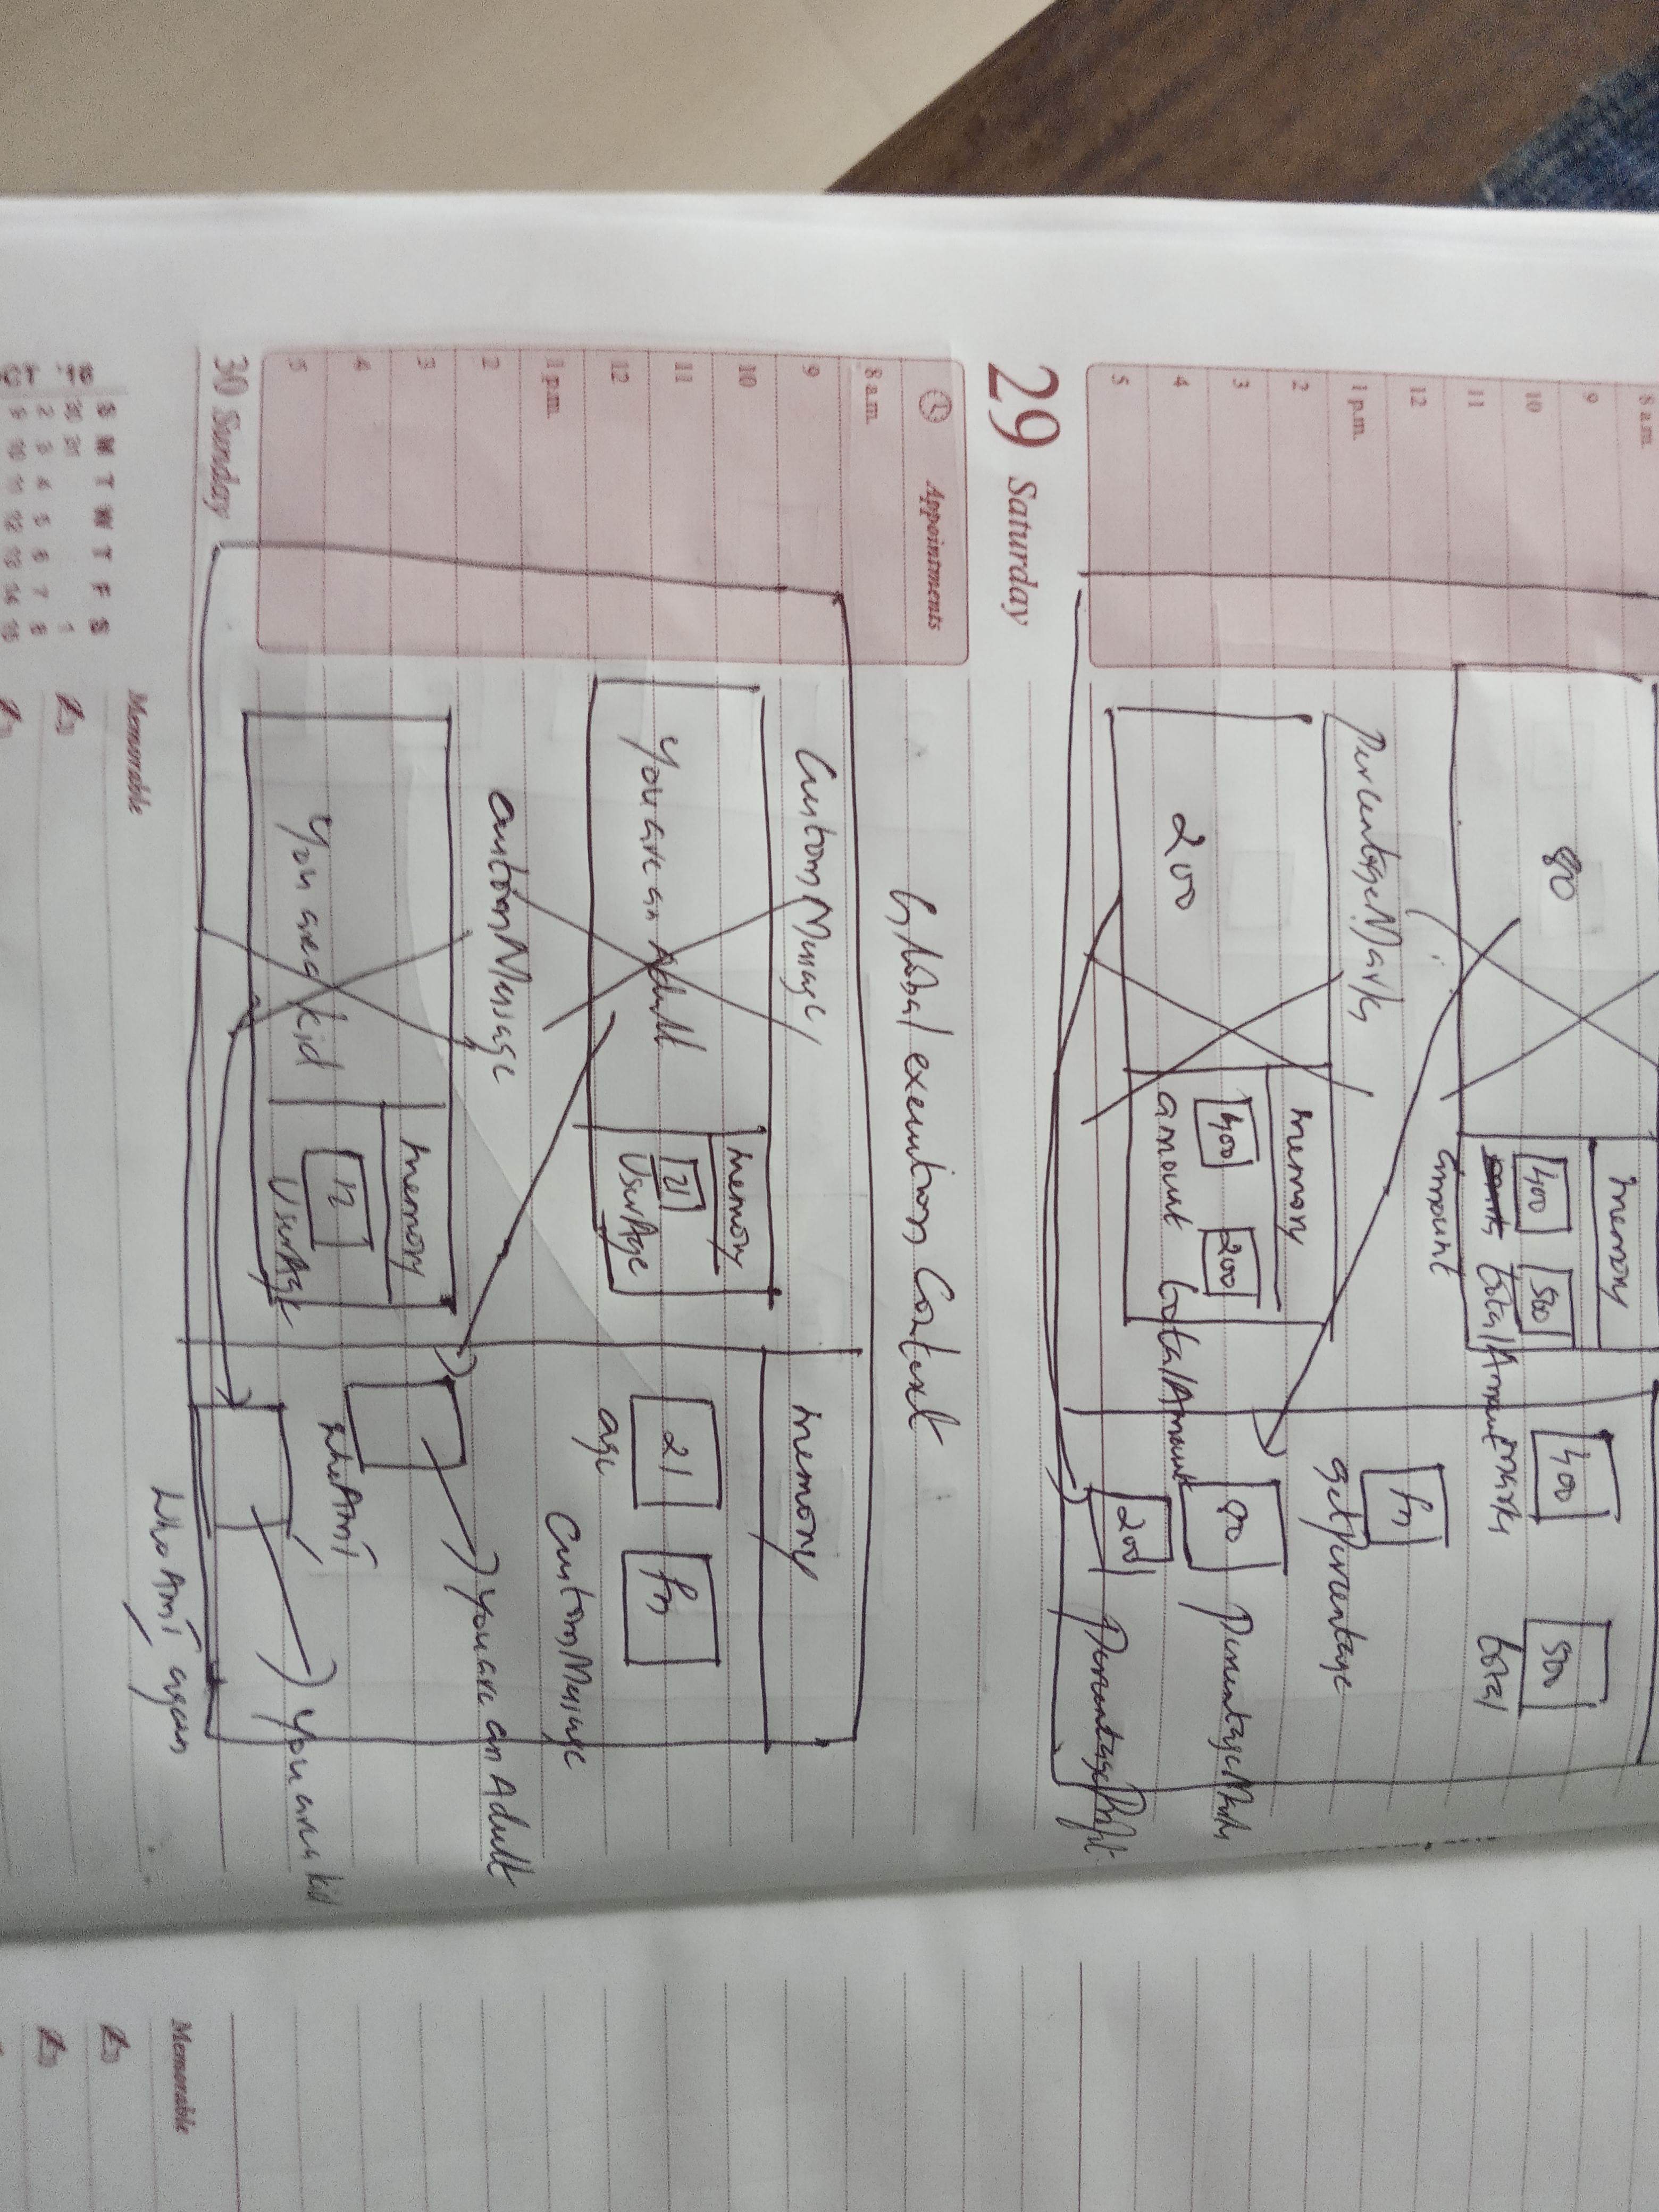 8 a.m.
9
10
11
12
1 p.m.
2
3
4
5
80
memory
400 500
totalAmount
amount
400 500
marks total
fn
getpercentage
PercentageMarks
200
memory
400 200
amount totalAmount
80
200
29 Saturday
Appointments
Global execution Context
8 a.m.
9
10
11
12
1 p.m.
2
3
4
5
CustomMessage
You are an Adult
memory
21
UserAge
memory
21 fn
age CustomMessage
CustomMessage
You are a kid
memory
12
UserAge
WhoAmI
You are an Adult
You are a kid
WhoAmI again
30 Sunday
Memorable
OCT '16
S M T W T F S
30 31 1
2 3 4 5 6 7 8
9 10 11 12 13 14 15
Memorable